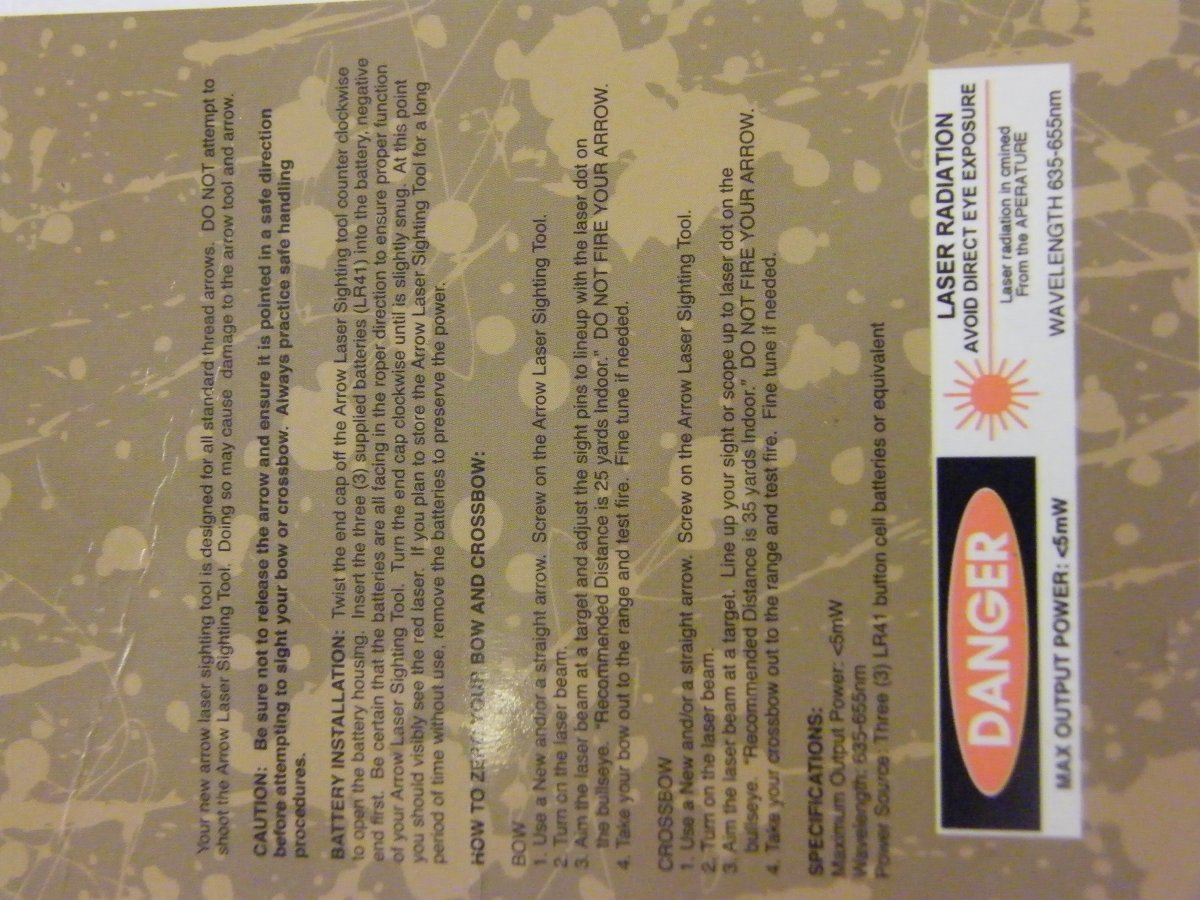 Your new arrow laser sighting tool is designed for all standard thread arrows. DO NOT attempt to
shoot the Arrow Laser Sighting Tool. Doing so may cause damage to the arrow tool and arrow.
CAUTION: Be sure not to release the arrow and ensure it is pointed in a safe direction
before attempting to sight your bow or crossbow. Always practice safe handling
procedures.
BATTERY INSTALLATION: Twist the end cap off the Arrow Laser Sighting tool counter clockwise
to open the battery housing. Insert the three (3) supplied batteries (LR41) into the battery, negative
end first. Be certain that the batteries are all facing in the roper direction to ensure proper function
of your Arrow Laser Sighting Tool. Turn the end cap clockwise until is slightly snug. At this point
you should visibly see the red laser. If you plan to store the Arrow Laser Sighting Tool for a long
period of time without use, remove the batteries to preserve the power.
HOW TO ZERO YOUR BOW AND CROSSBOW:
BOW
1. Use a New and/or a straight arrow. Screw on the Arrow Laser Sighting Tool.
2. Turn on the laser beam.
3. Aim the laser beam at a target and adjust the sight pins to lineup with the laser dot on
the bullseye. "Recommended Distance is 25 yards Indoor." DO NOT FIRE YOUR ARROW.
4. Take your bow out to the range and test fire. Fine tune if needed.
CROSSBOW
1. Use a New and/or a straight arrow. Screw on the Arrow Laser Sighting Tool.
2. Turn on the laser beam.
3. Aim the laser beam at a target. Line up your sight or scope up to laser dot on the
bullseye. "Recommended Distance is 35 yards Indoor." DO NOT FIRE YOUR ARROW.
4. Take your crossbow out to the range and test fire. Fine tune if needed.
SPECIFICATIONS:
Maximum Output Power: <5mW
Wavelength: 635-655nm
Power Source: Three (3) LR41 button cell batteries or equivalent
DANGER
LASER RADIATION
AVOID DIRECT EYE EXPOSURE
Laser radiation in emined
From the APERATURE
MAX OUTPUT POWER: <5mW WAVELENGTH 635-655nm